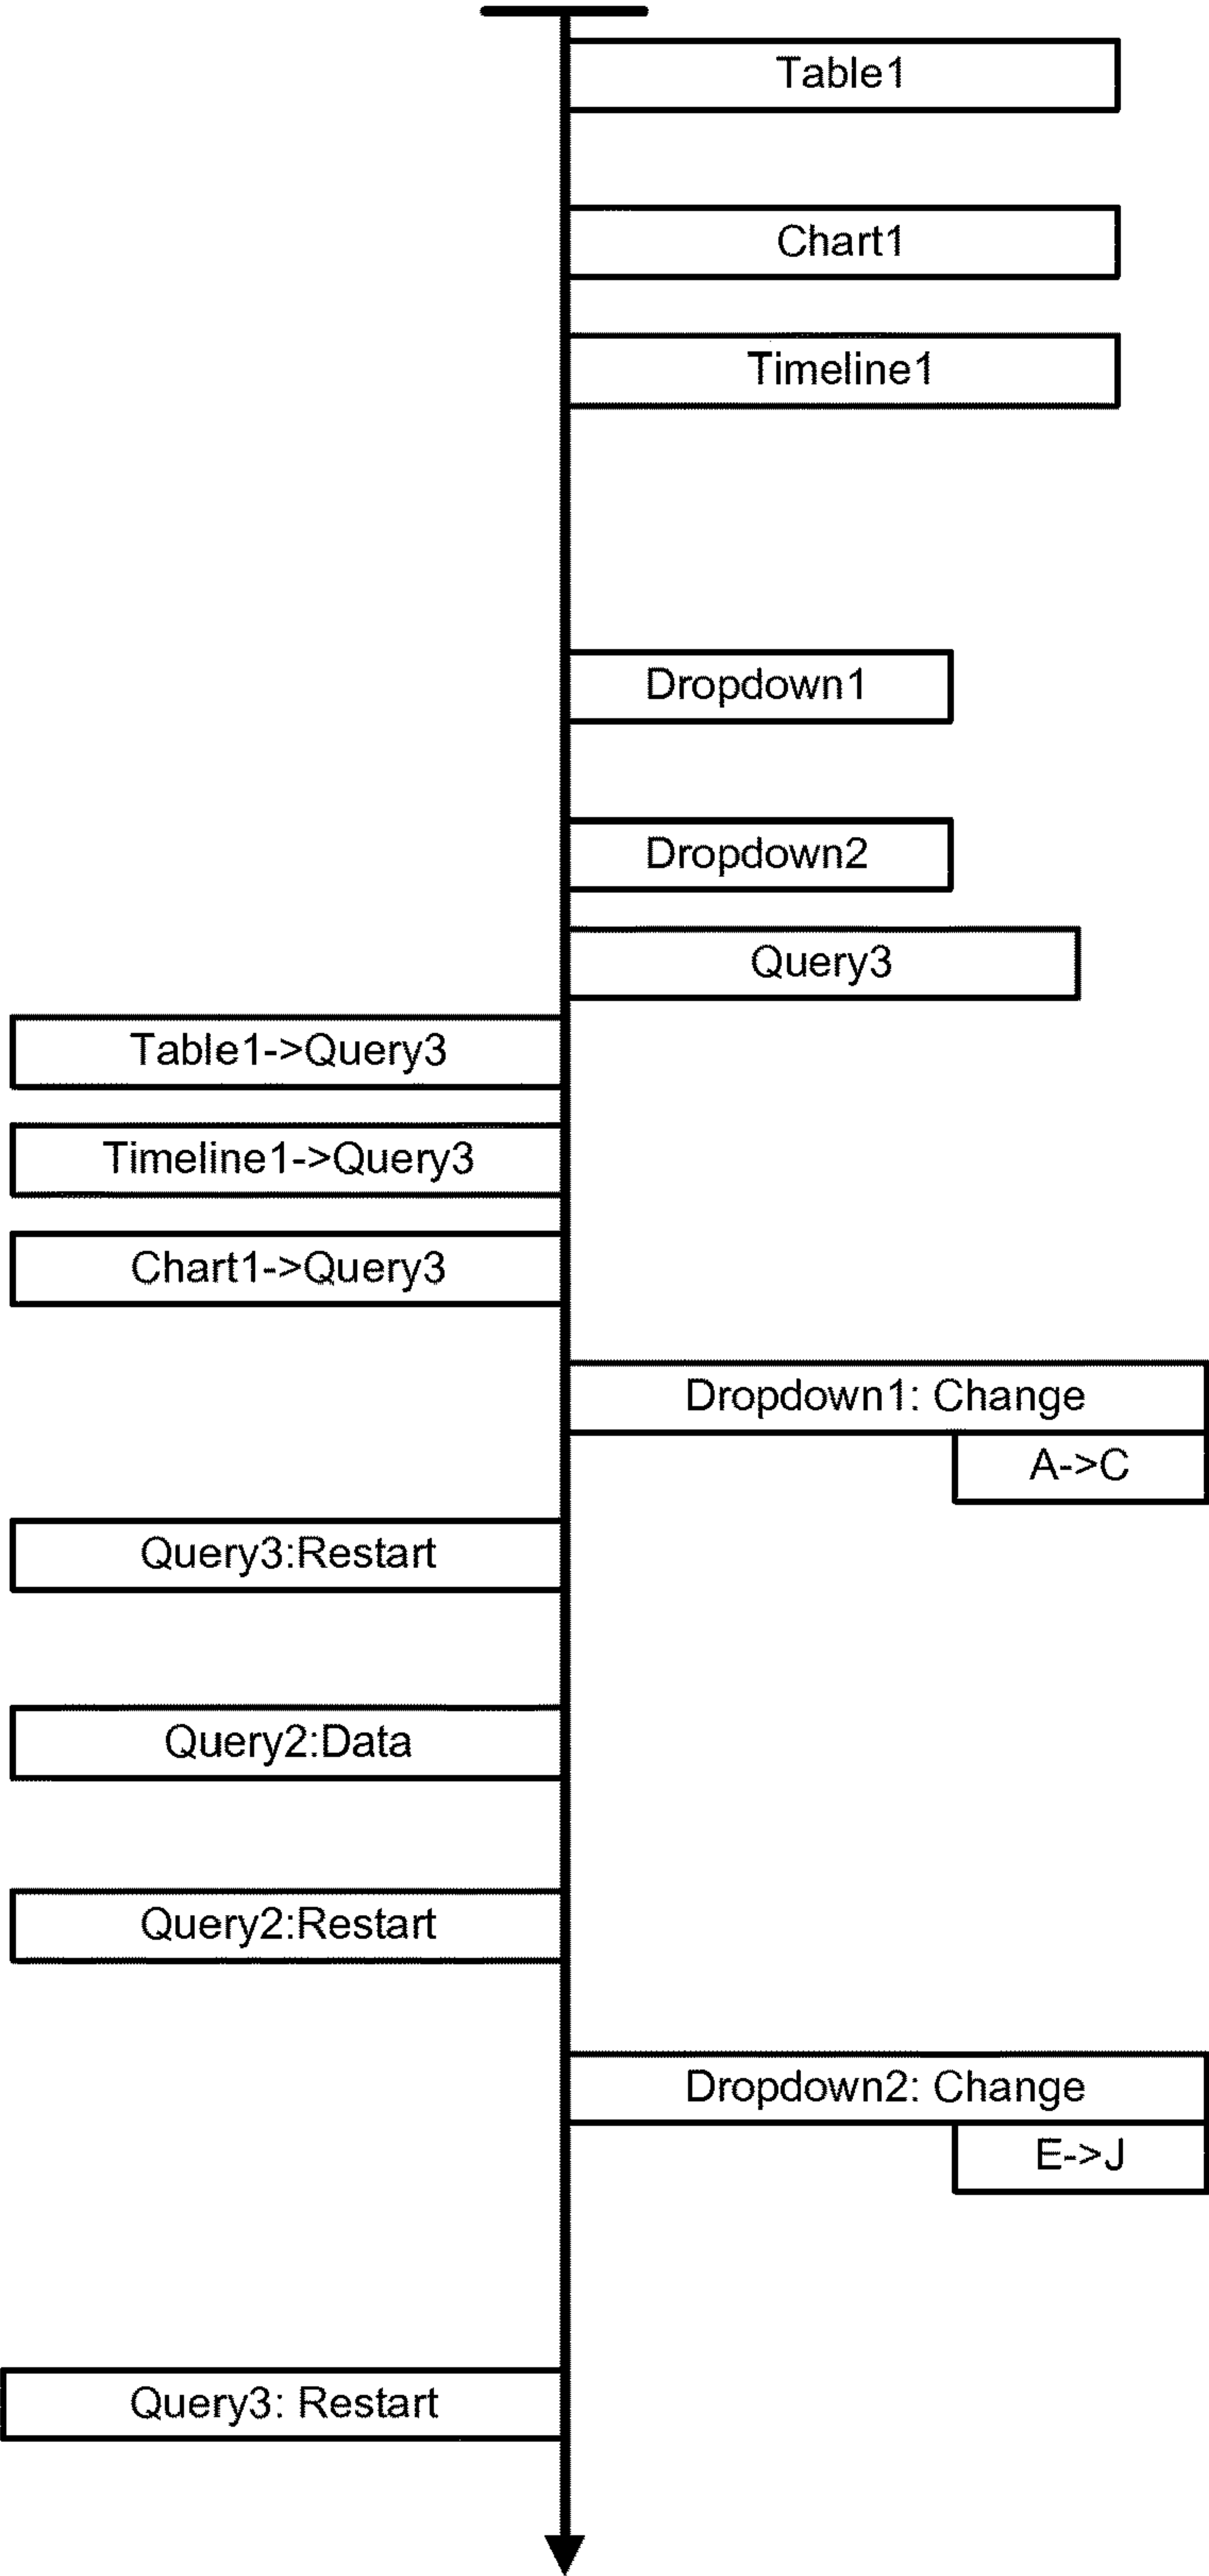 Table1
Chart1
Timeline1
Dropdown1
Dropdown2
Query3
Table1->Query3
Timeline1->Query3
Chart1->Query3
Dropdown1: Change
A->C
Query3:Restart
Query2:Data
Query2:Restart
Dropdown2: Change
E->J
Query3: Restart